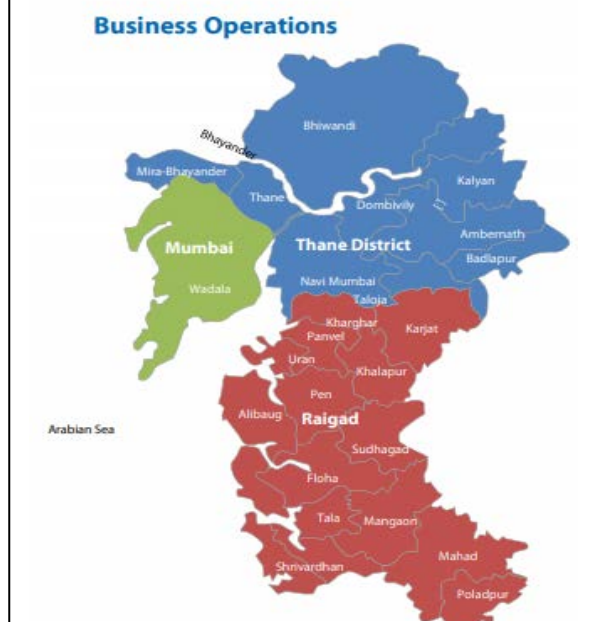 Business Operations
Bhiwandi
Bhayander
Mira-Bhayander
Kalyan
Thane
Dombivily
Ambernath
Mumbai
Thane District
Badlapur
Navi Mumbai
Wadala
Taloja
Kharghar
Karjat
Panvel
Uran
Khalapur
Pen
Alibaug
Raigad
Arabian Sea
Sudhagad
Floha
Tala
Mangaon
Mahad
Shrivardhan
Poladpur